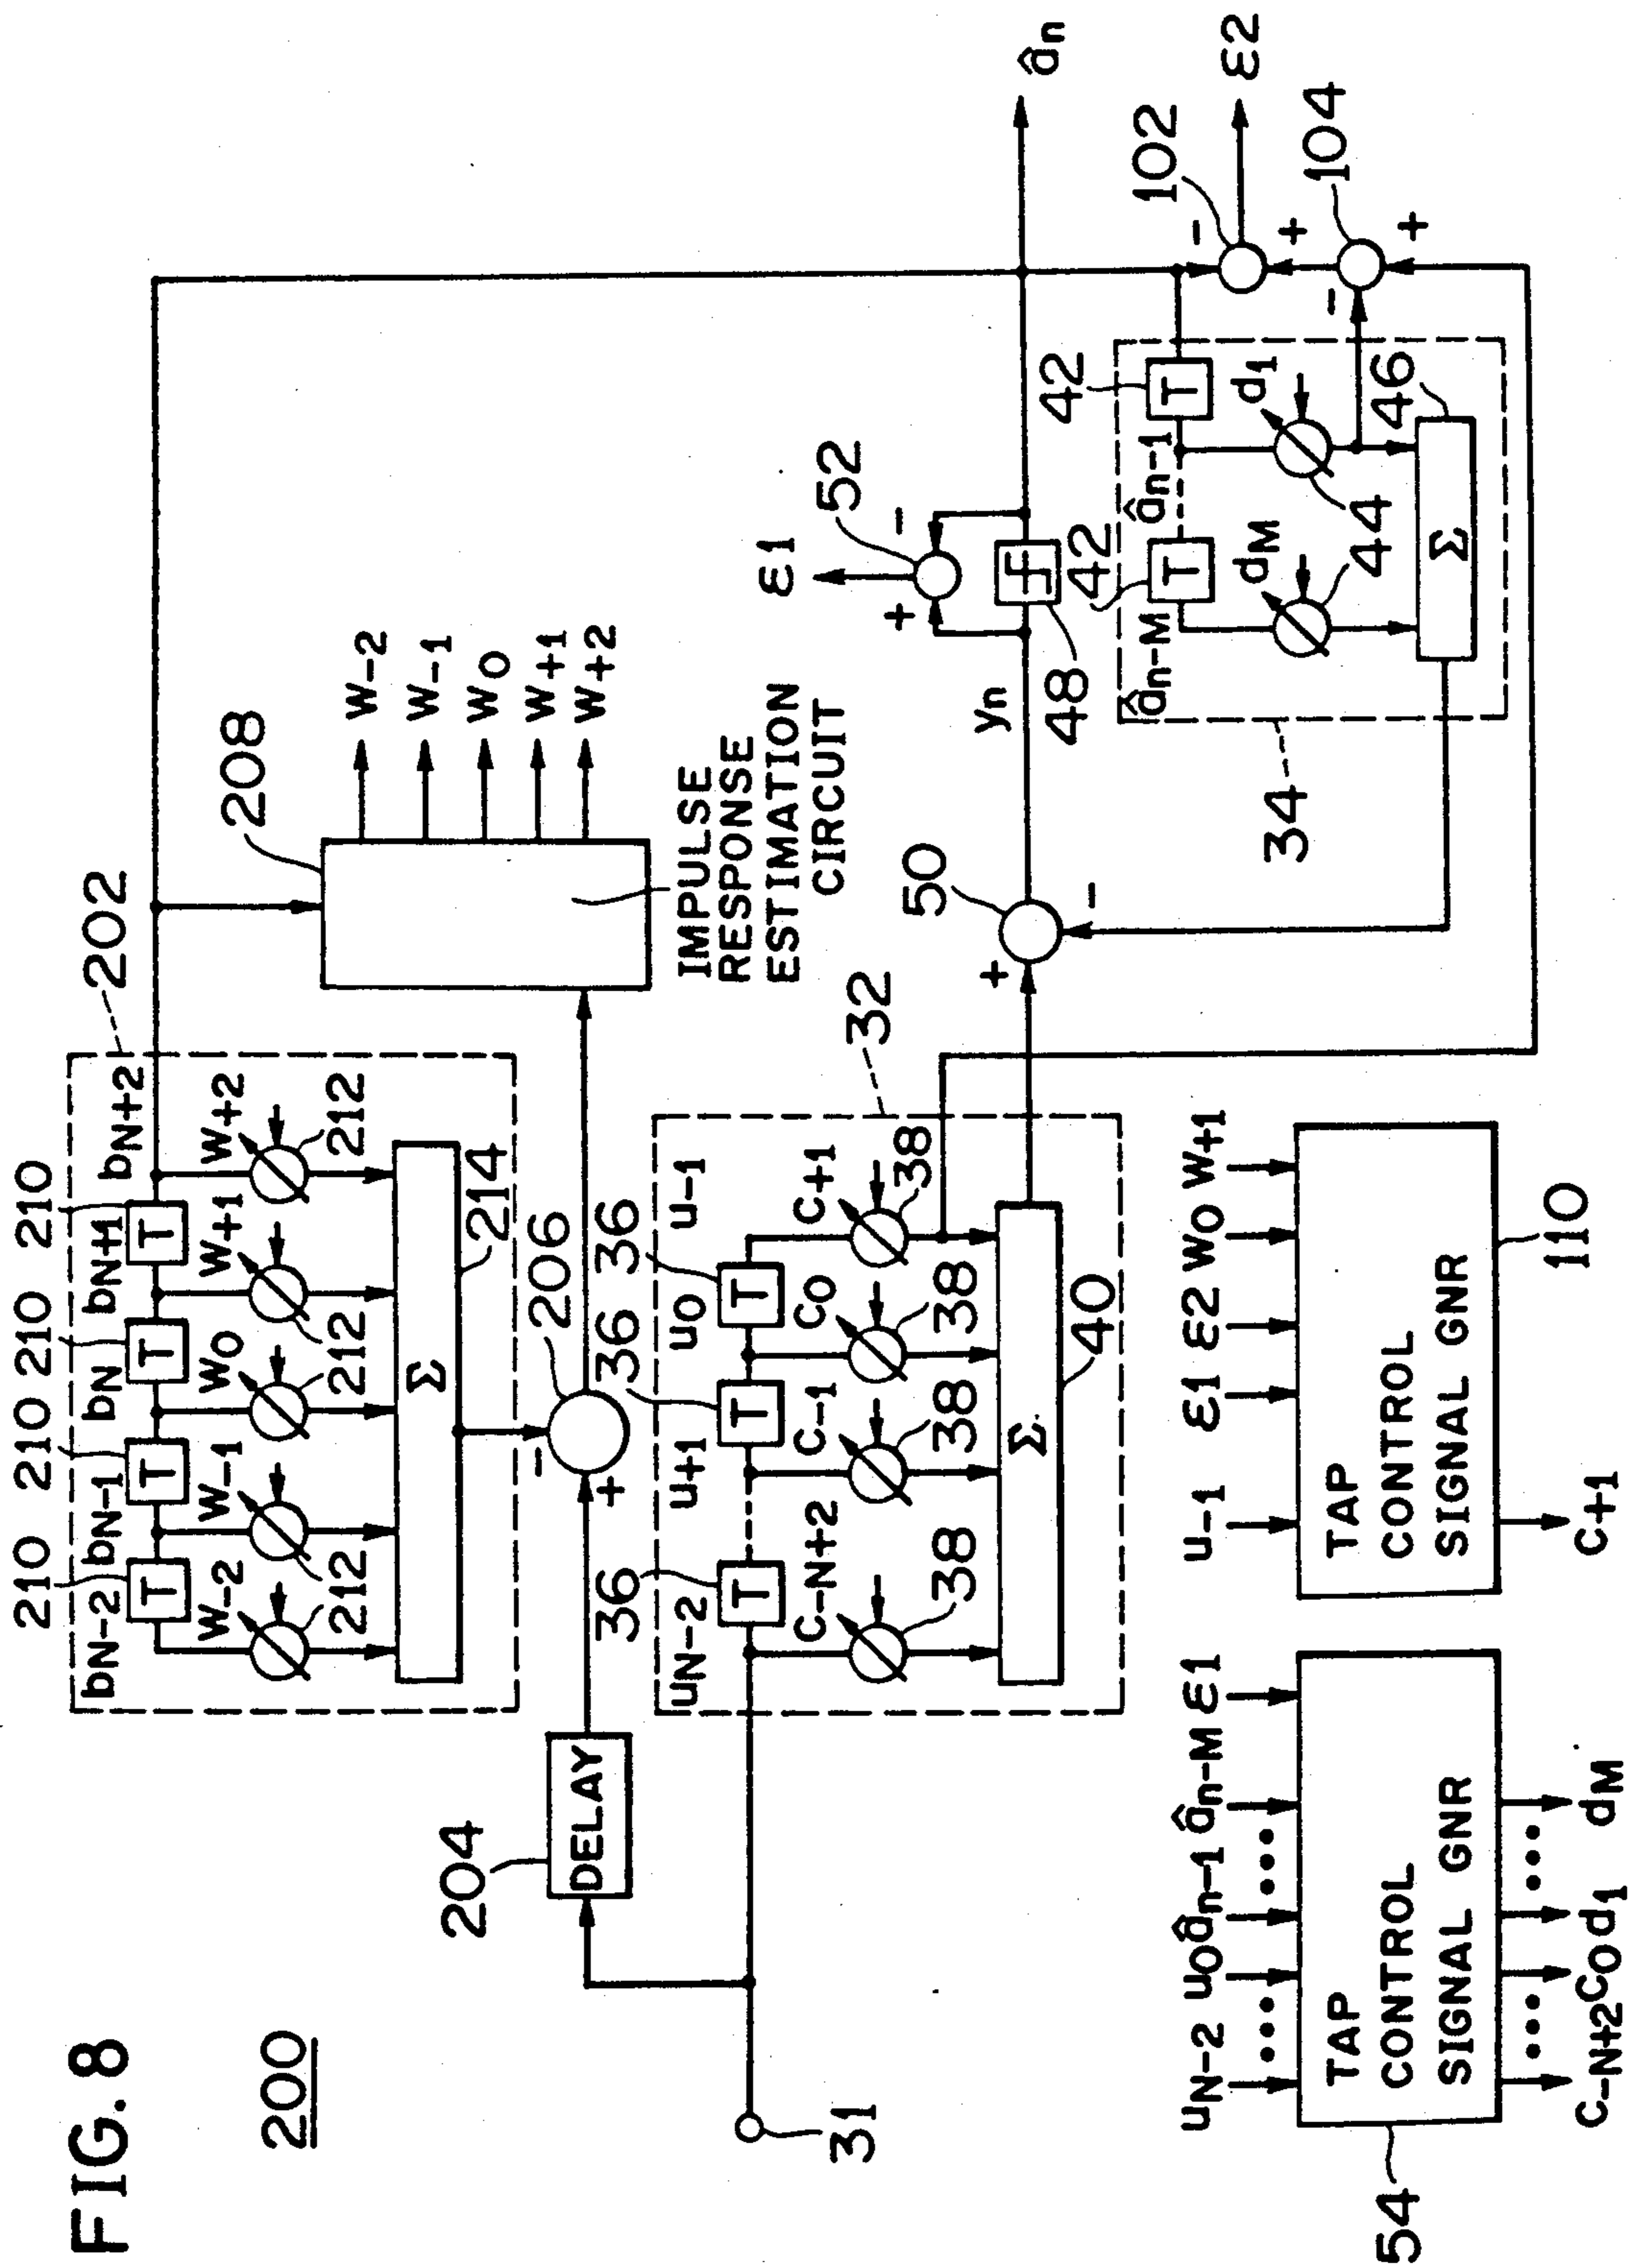 FIG. 8
200
202
210 210 210 210
bN-2 bN-1 bN bN+1 bN+2
T T T T
W-2 W-1 W0 W+1 W+2
212 212 212 212
Σ
214
208
W-2
W-1
W0
W+1
W+2
IMPULSE
RESPONSE
ESTIMATION
CIRCUIT
204
DELAY
-
+
206
31
32
36 36 36
uN-2 u+1 u0 u-1
T T T
C-N+2 C-1 C0 C+1
38 38 38 38
Σ
40
50
+
-
yn
48
ε1
52
+
-
ân
34
42 42
ân-M ân-1
T T
dM d1
44
46
Σ
102
-
+
ε2
104
-
+
uN-2 u0 ân-1 ân-M ε1
TAP
CONTROL
SIGNAL GNR
54
C-N+2 C0 d1 dM
u-1 ε1 ε2 W0 W+1
TAP
CONTROL
SIGNAL GNR
110
C+1